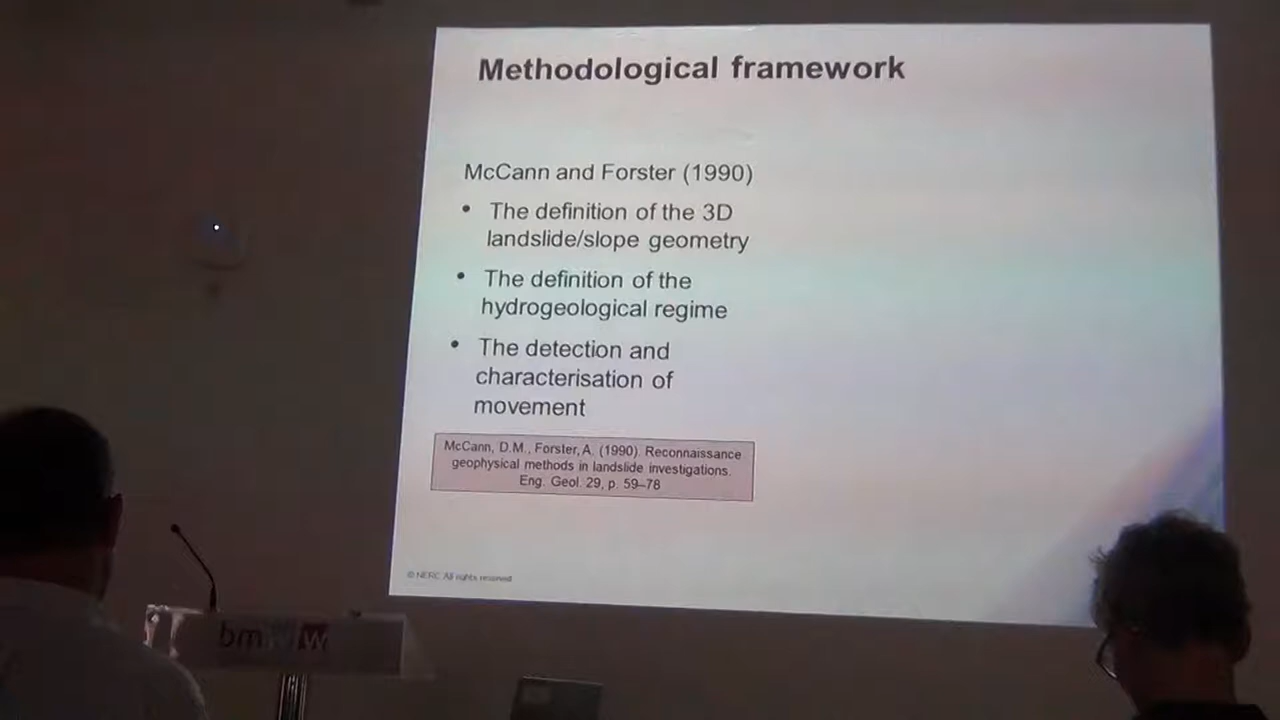 Methodological framework
McCann and Forster (1990)
• The definition of the 3D
landslide/slope geometry
• The definition of the
hydrogeological regime
• The detection and
characterisation of
movement
McCann, D.M., Forster, A. (1990). Reconnaissance
geophysical methods in landslide investigations.
Eng. Geol. 29, p. 59–78
© NERC All rights reserved
bm w